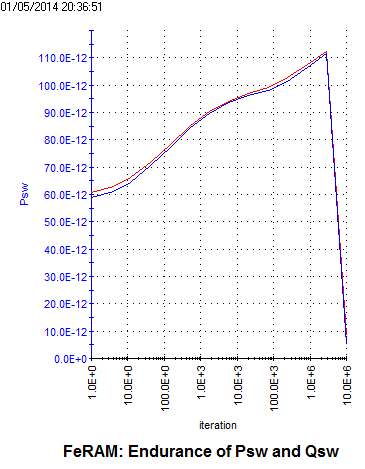 01/05/2014 20:36:51
110.0E-12
100.0E-12
90.0E-12
80.0E-12
70.0E-12
60.0E-12
50.0E-12
40.0E-12
30.0E-12
20.0E-12
10.0E-12
0.0E+0
Psw
1.0E+0
10.0E+0
100.0E+0
1.0E+3
10.0E+3
100.0E+3
1.0E+6
10.0E+6
iteration
FeRAM: Endurance of Psw and Qsw